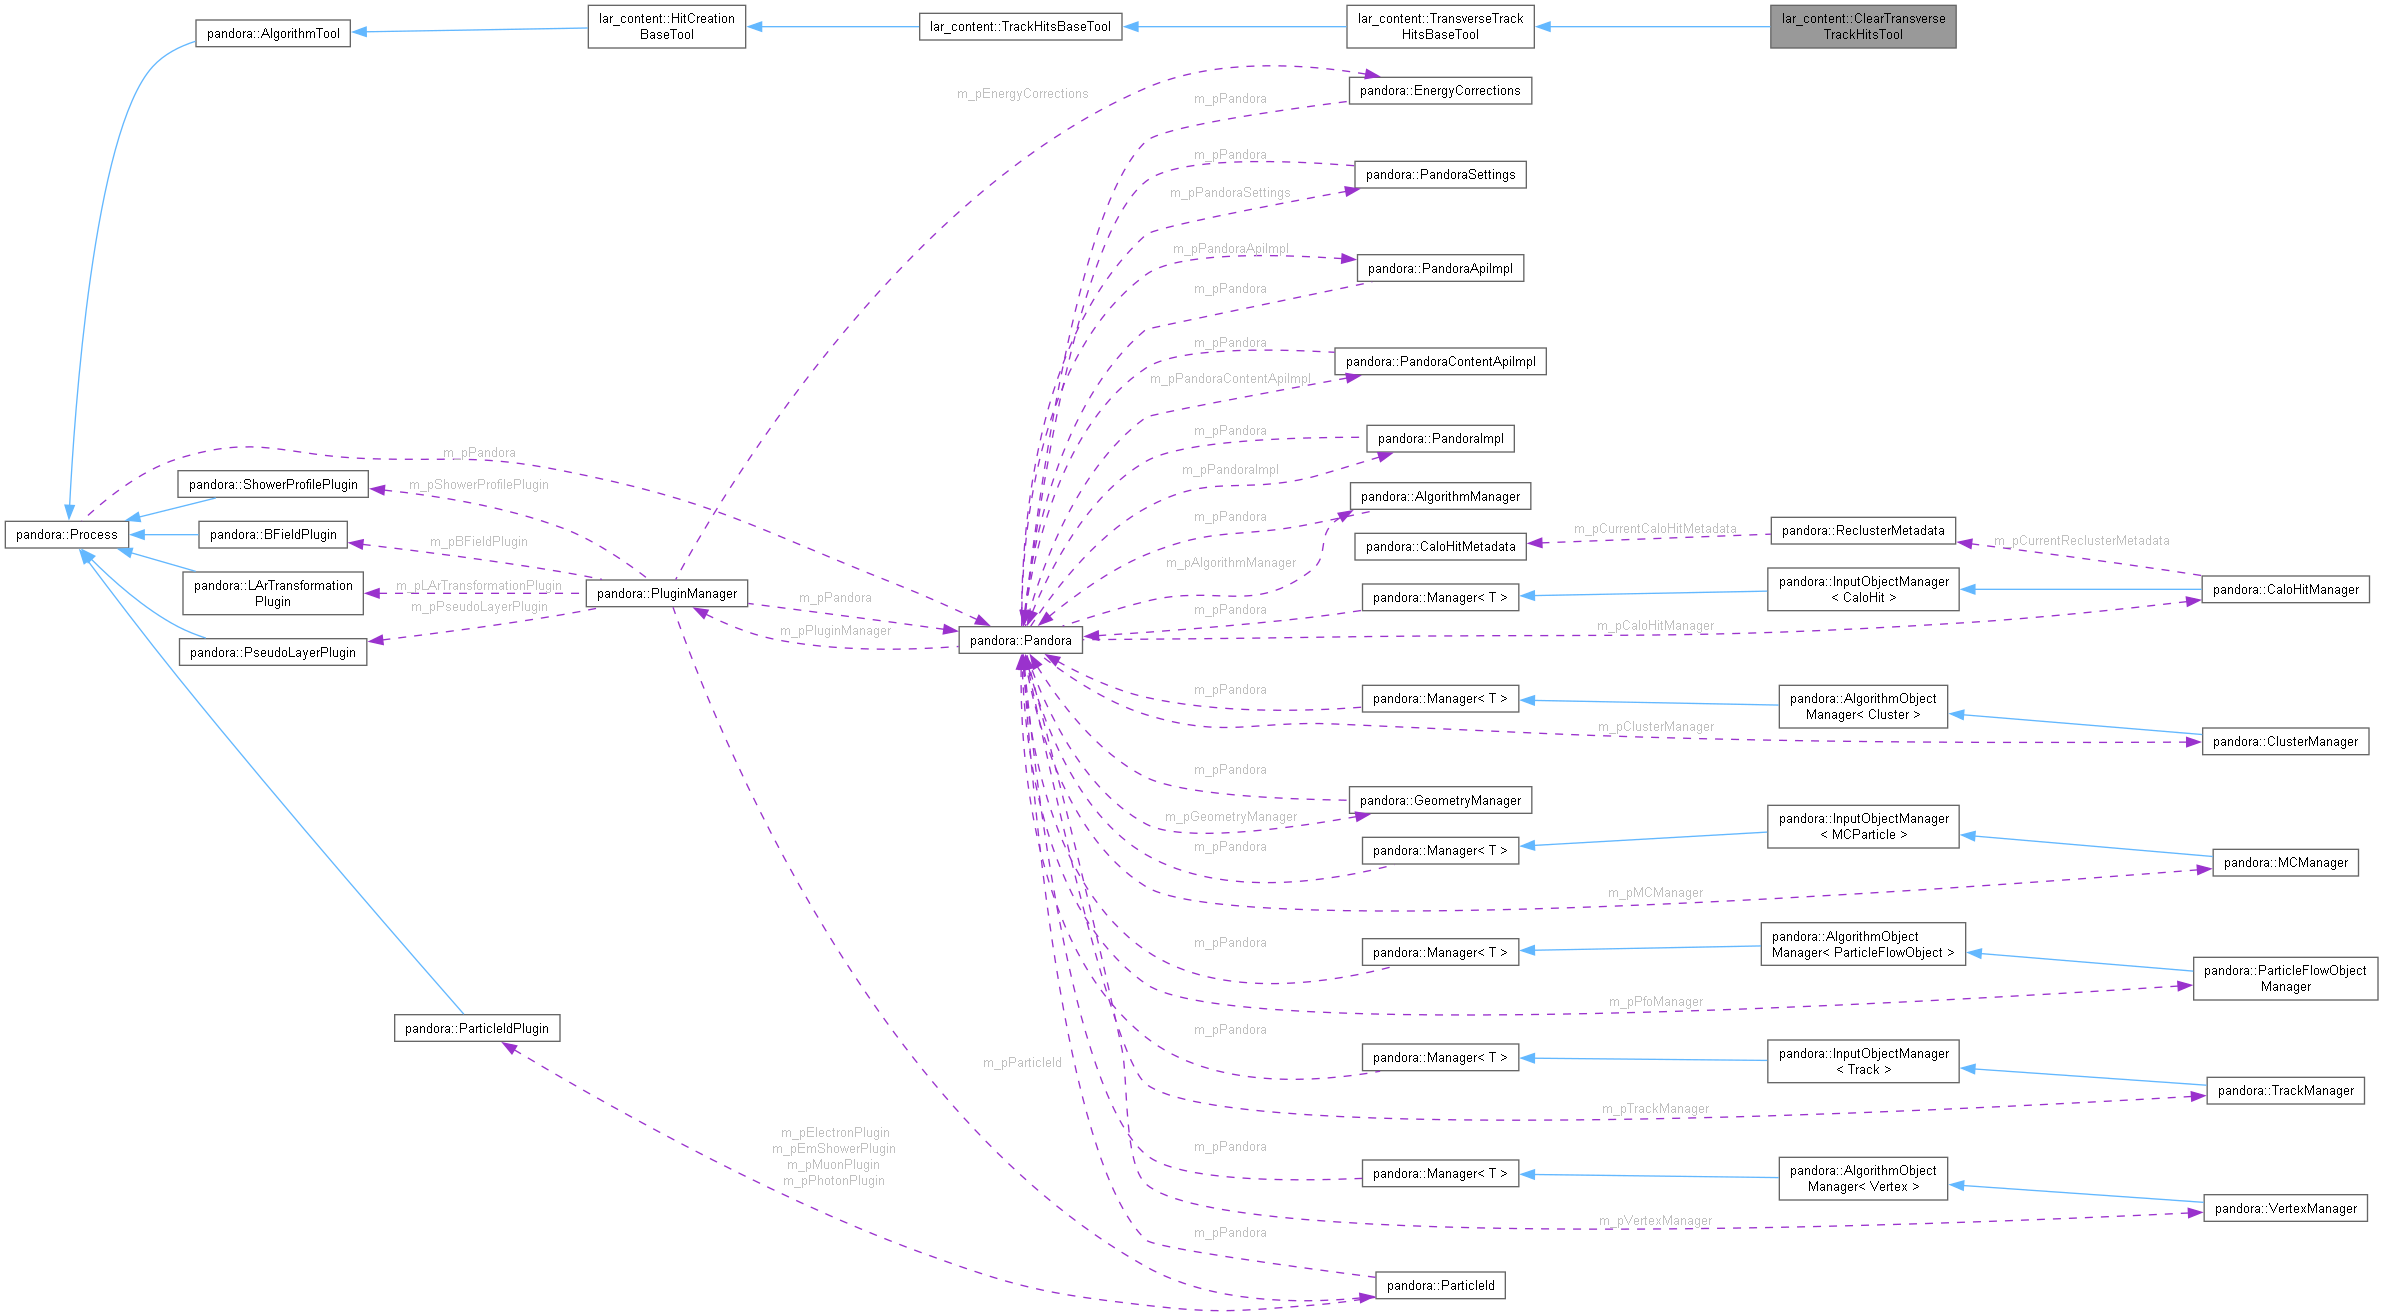 lar_content::ClearTransverse
TrackHitsTool
lar_content::TransverseTrack
HitsBaseTool
lar_content::TrackHitsBaseTool
lar_content::HitCreation
BaseTool
pandora::AlgorithmTool
m_pEnergyCorrections
pandora::EnergyCorrections
m_pPandora
m_pPandora
pandora::PandoraSettings
m_pPandoraSettings
m_pPandoraApiImpl
pandora::PandoraApiImpl
m_pPandora
m_pPandora
pandora::PandoraContentApiImpl
m_pPandoraContentApiImpl
m_pPandora
pandora::PandoraImpl
m_pPandora
m_pPandoraImpl
pandora::ShowerProfilePlugin
m_pShowerProfilePlugin
pandora::AlgorithmManager
m_pPandora
m_pCurrentCaloHitMetadata
pandora::ReclusterMetadata
m_pCurrentReclusterMetadata
pandora::Process
pandora::BFieldPlugin
m_pBFieldPlugin
pandora::CaloHitMetadata
m_pAlgorithmManager
pandora::LArTransformation
Plugin
m_pLArTransformationPlugin
pandora::PluginManager
m_pPandora
pandora::Manager< T >
pandora::InputObjectManager
< CaloHit >
pandora::CaloHitManager
m_pPseudoLayerPlugin
m_pPandora
m_pCaloHitManager
m_pPluginManager
pandora::Pandora
pandora::PseudoLayerPlugin
m_pPandora
pandora::Manager< T >
pandora::AlgorithmObject
Manager< Cluster >
m_pClusterManager
pandora::ClusterManager
m_pPandora
pandora::GeometryManager
m_pGeometryManager
m_pPandora
pandora::Manager< T >
pandora::InputObjectManager
< MCParticle >
pandora::MCManager
m_pMCManager
m_pPandora
pandora::Manager< T >
pandora::AlgorithmObject
Manager< ParticleFlowObject >
pandora::ParticleFlowObject
Manager
m_pPfoManager
pandora::ParticleIdPlugin
m_pPandora
pandora::Manager< T >
pandora::InputObjectManager
< Track >
m_pParticleId
pandora::TrackManager
m_pTrackManager
m_pElectronPlugin
m_pEmShowerPlugin
m_pMuonPlugin
m_pPhotonPlugin
m_pPandora
pandora::Manager< T >
pandora::AlgorithmObject
Manager< Vertex >
pandora::VertexManager
m_pVertexManager
m_pPandora
pandora::ParticleId